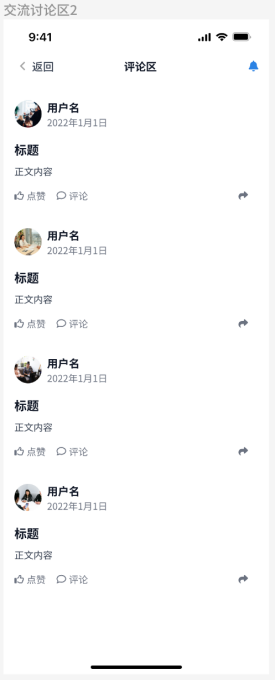 交流讨论区2
9:41
返回 评论区
用户名
2022年1月1日
标题
正文内容
点赞 评论
用户名
2022年1月1日
标题
正文内容
点赞 评论
用户名
2022年1月1日
标题
正文内容
点赞 评论
用户名
2022年1月1日
标题
正文内容
点赞 评论